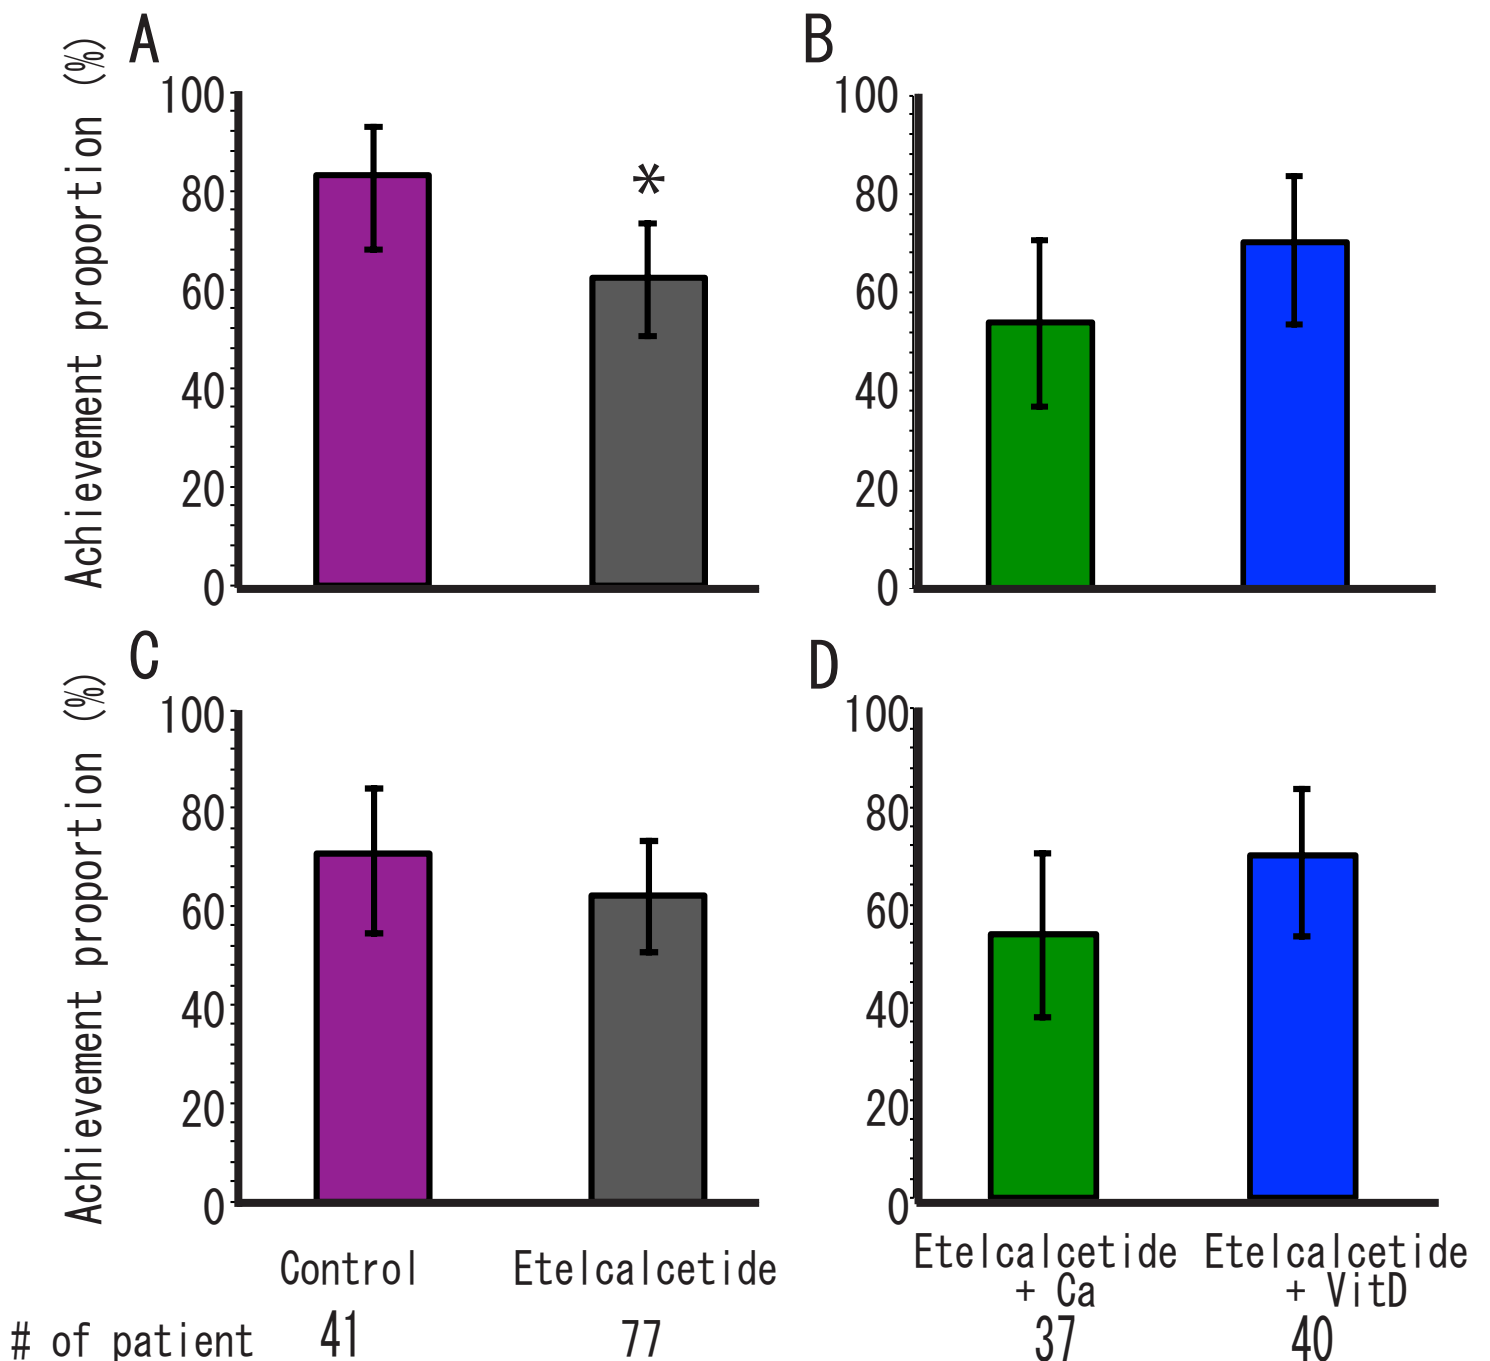 A
Achievement proportion (%)
100
80
60
40
20
0
*
B
100
80
60
40
20
0
C
Achievement proportion (%)
100
80
60
40
20
0
D
100
80
60
40
20
0
Control
Etelcalcetide
Etelcalcetide
+ Ca
Etelcalcetide
+ VitD
# of patient 41 77 37 40